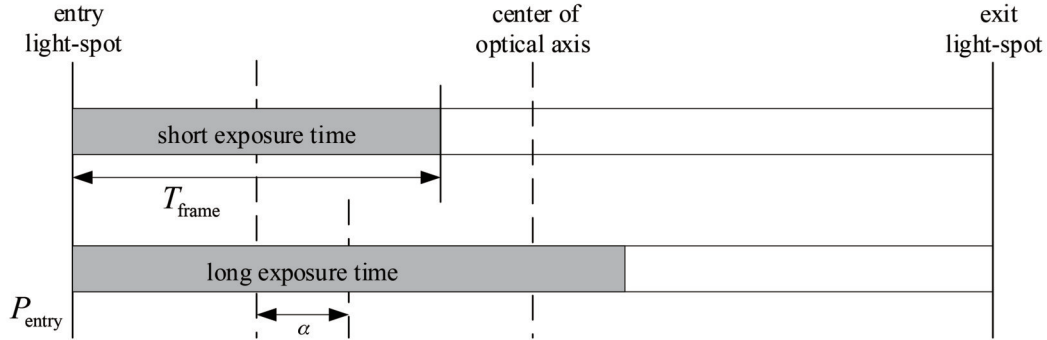 entry
light-spot
center of
optical axis
exit
light-spot
short exposure time
T_frame
long exposure time
P_entry
α